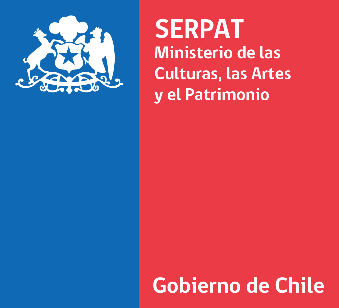 SERPAT
Ministerio de las
Culturas, las Artes
y el Patrimonio
Gobierno de Chile